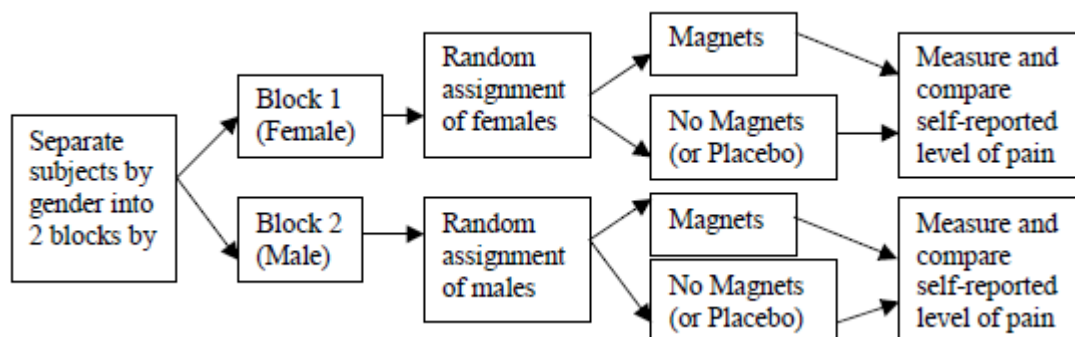 Separate
subjects by
gender into
2 blocks by
Block 1
(Female)
Random
assignment
of females
Magnets
No Magnets
(or Placebo)
Measure and
compare
self-reported
level of pain
Block 2
(Male)
Random
assignment
of males
Magnets
No Magnets
(or Placebo)
Measure and
compare
self-reported
level of pain